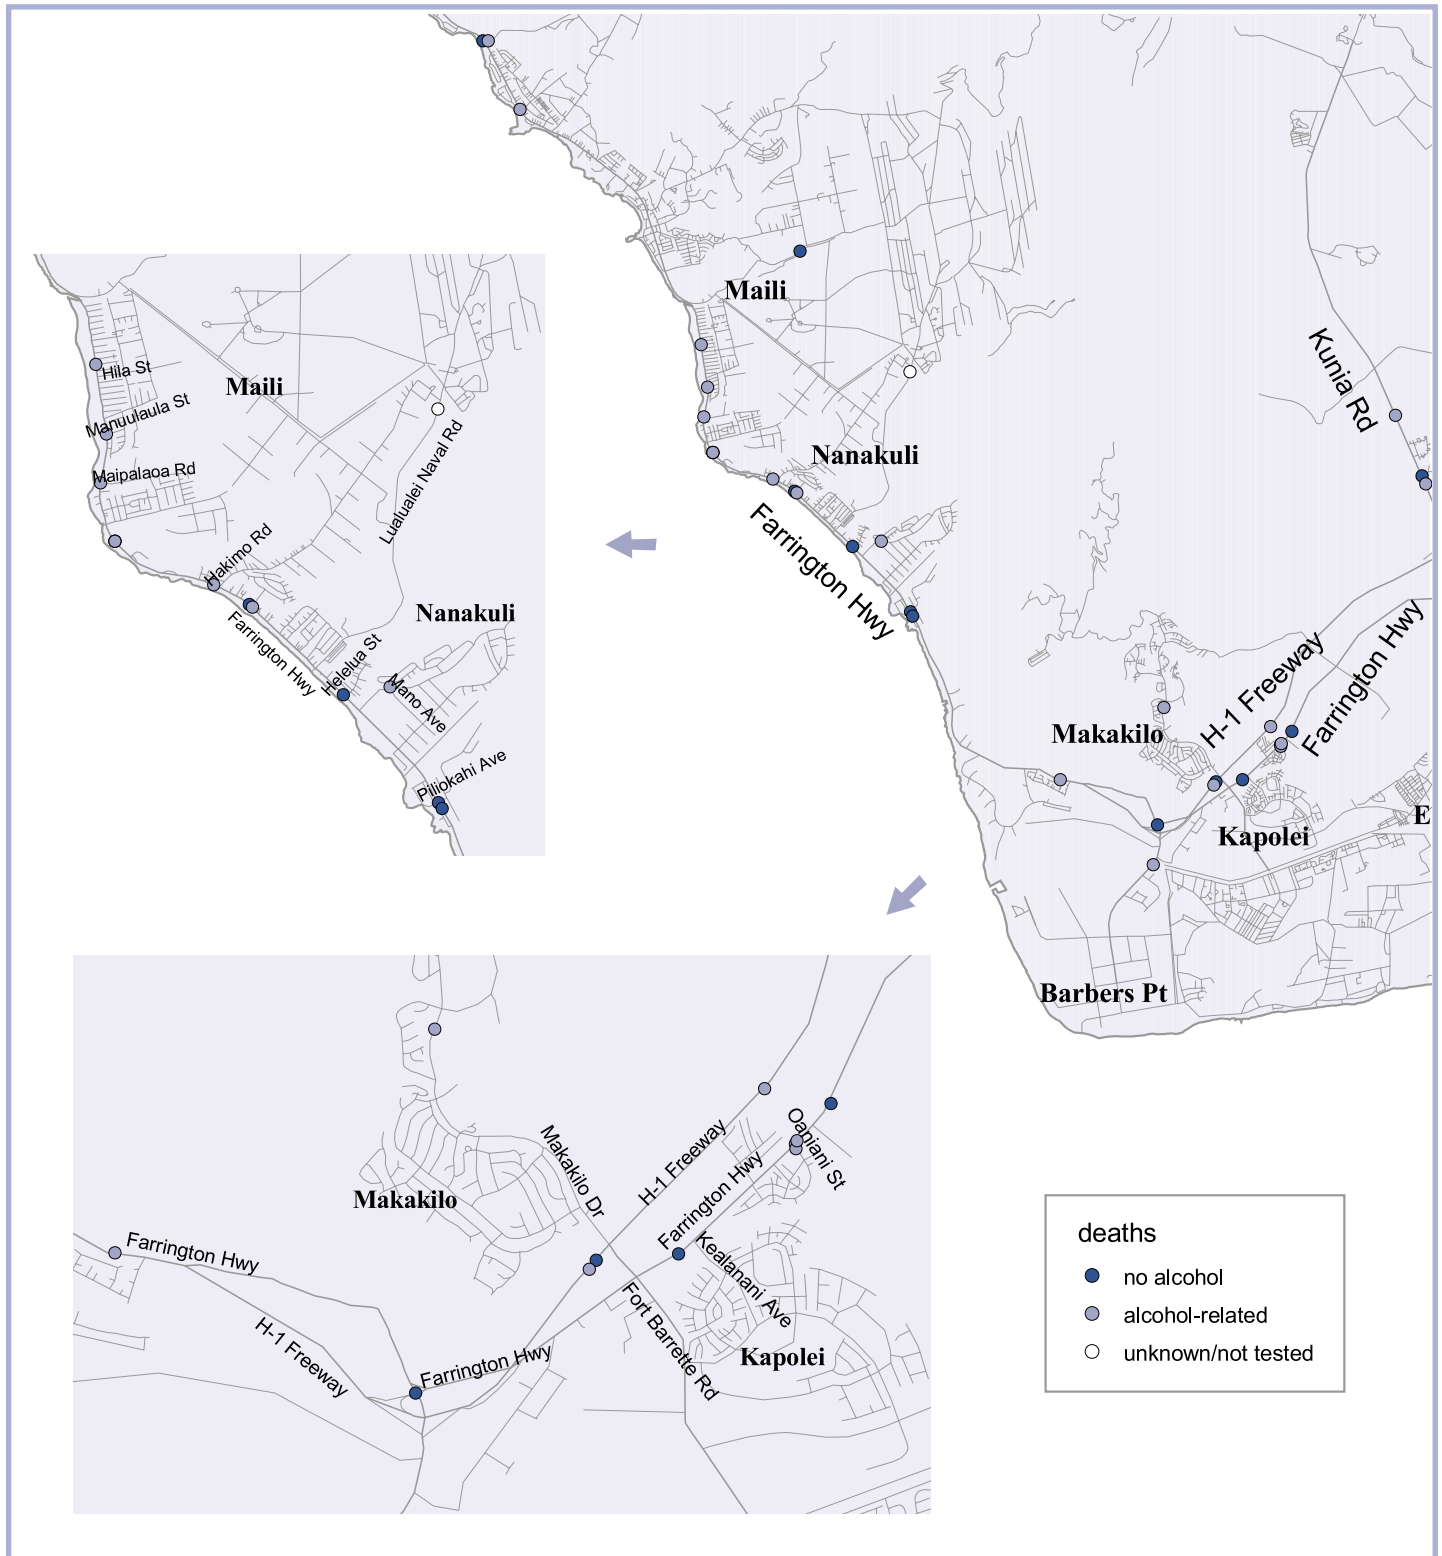 Maili
Kunia Rd
Nanakuli
Farrington Hwy
H-1 Freeway
Farrington Hwy
Makakilo
Kapolei
E
Barbers Pt
Hila St
Maili
Manuulaula St
Maipalaoa Rd
Lualualei Naval Rd
Hakimo Rd
Nanakuli
Farrington Hwy
Helelua St
Mano Ave
Piliokahi Ave
Oaniani St
Makakilo Dr
H-1 Freeway
Farrington Hwy
Makakilo
Farrington Hwy
Kealanani Ave
Fort Barrette Rd
H-1 Freeway
Farrington Hwy
Kapolei
deaths
no alcohol
alcohol-related
unknown/not tested